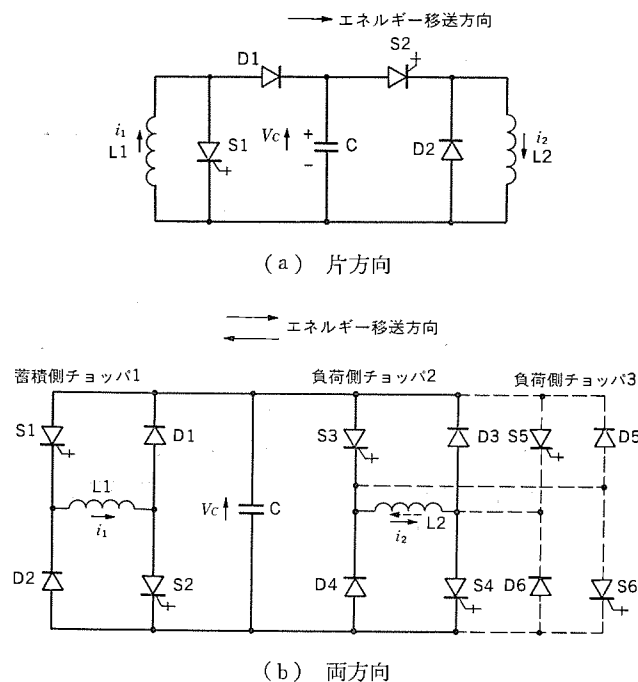 → エネルギー移送方向
D1
S2
i₁
L1
S1
Vc
+
−
C
D2
i₂
L2
(a) 片方向
エネルギー移送方向
蓄積側チョッパ1
負荷側チョッパ2
負荷側チョッパ3
S1
D1
S3
D3
S5
D5
L1
i₁
Vc
C
L2
i₂
D2
S2
D4
S4
D6
S6
(b) 両方向